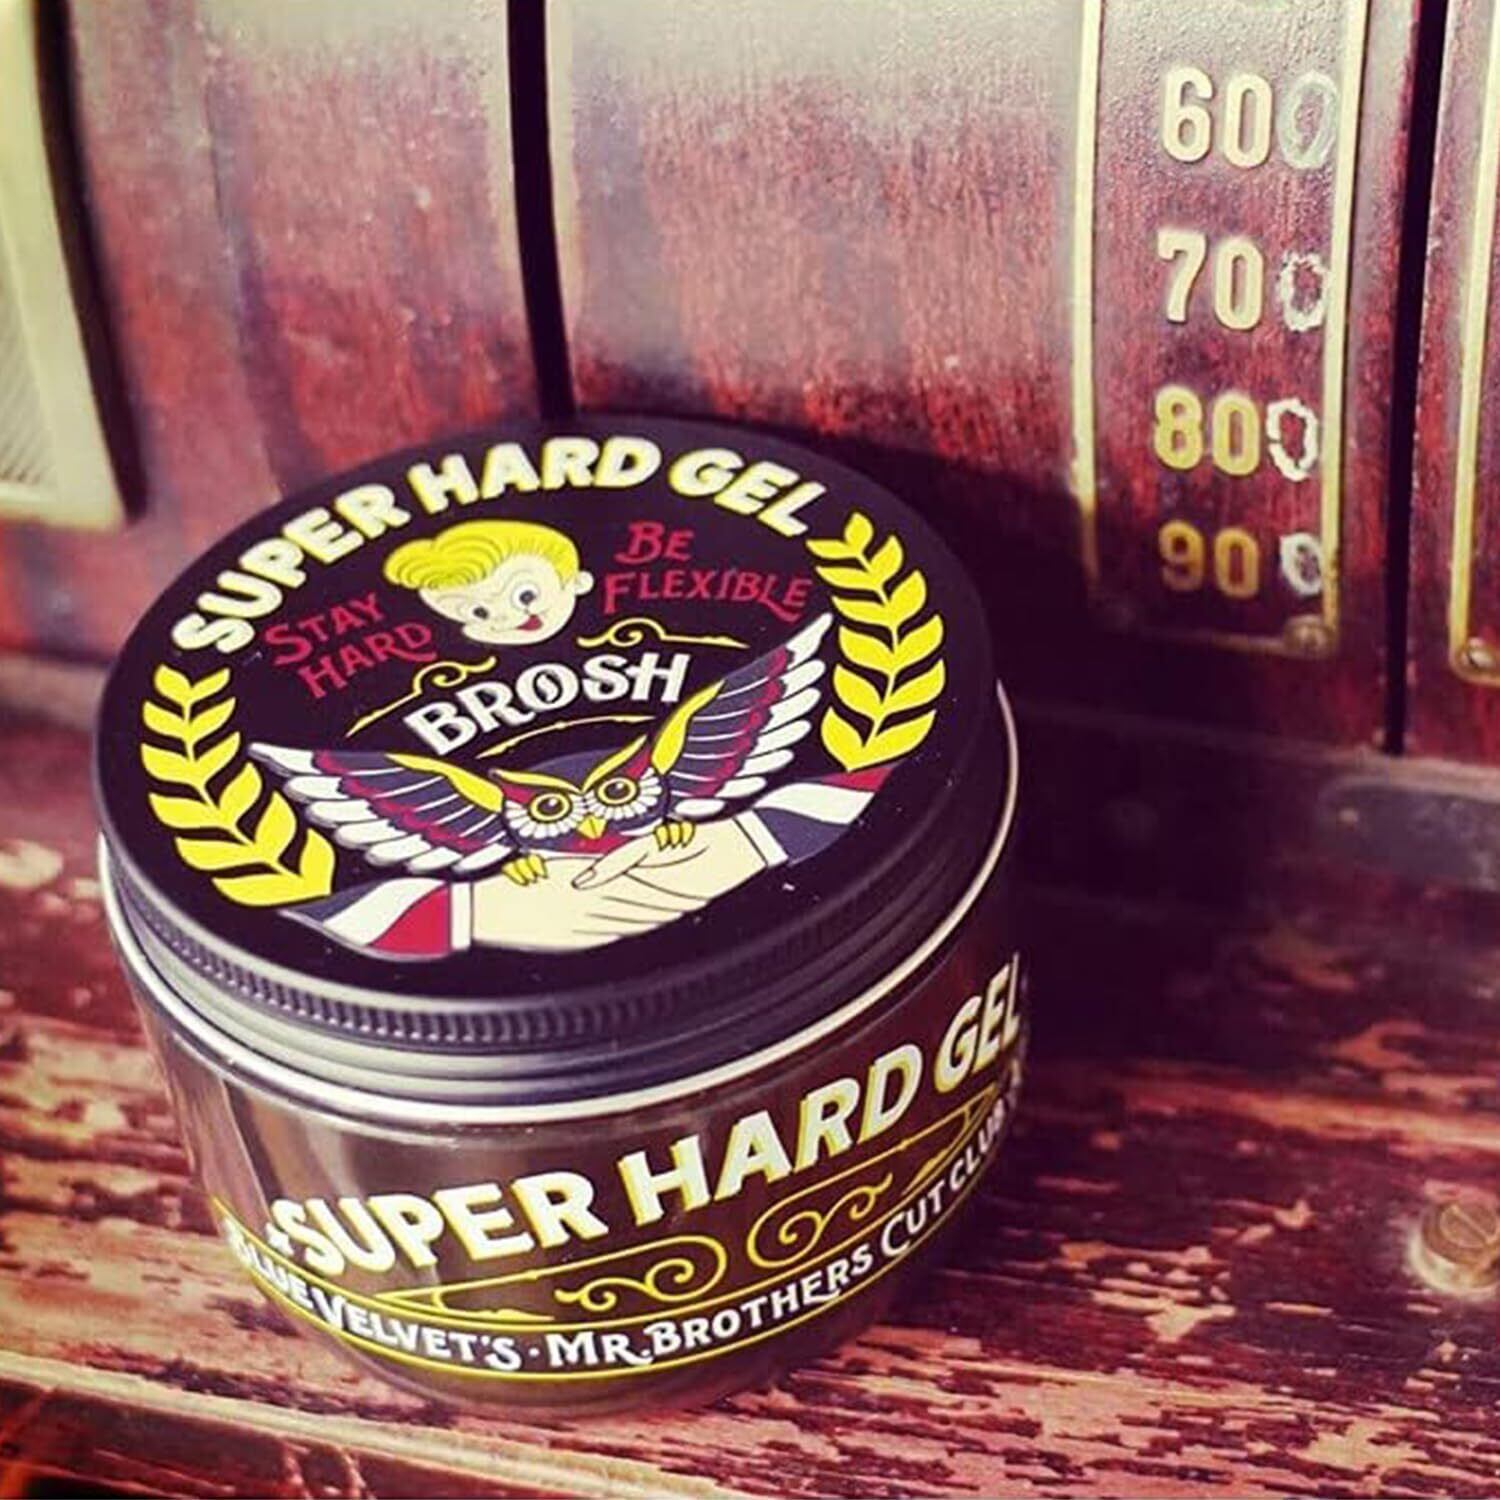 600
700
800
900
SUPER HARD GEL
STAY
HARD
BE
FLEXIBLE
BROSH
SUPER HARD GEL
BLUE VELVET'S · MR. BROTHERS CUT CLUB